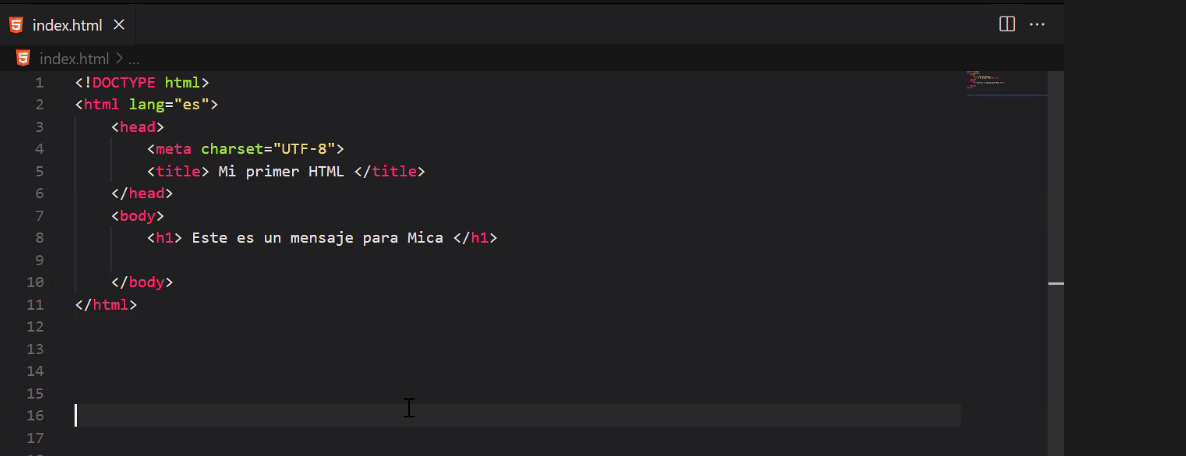 index.html
index.html > ...
1 <!DOCTYPE html>
2 <html lang="es">
3 <head>
4 <meta charset="UTF-8">
5 <title> Mi primer HTML </title>
6 </head>
7 <body>
8 <h1> Este es un mensaje para Mica </h1>
9
10 </body>
11 </html>
12
13
14
15
16
17